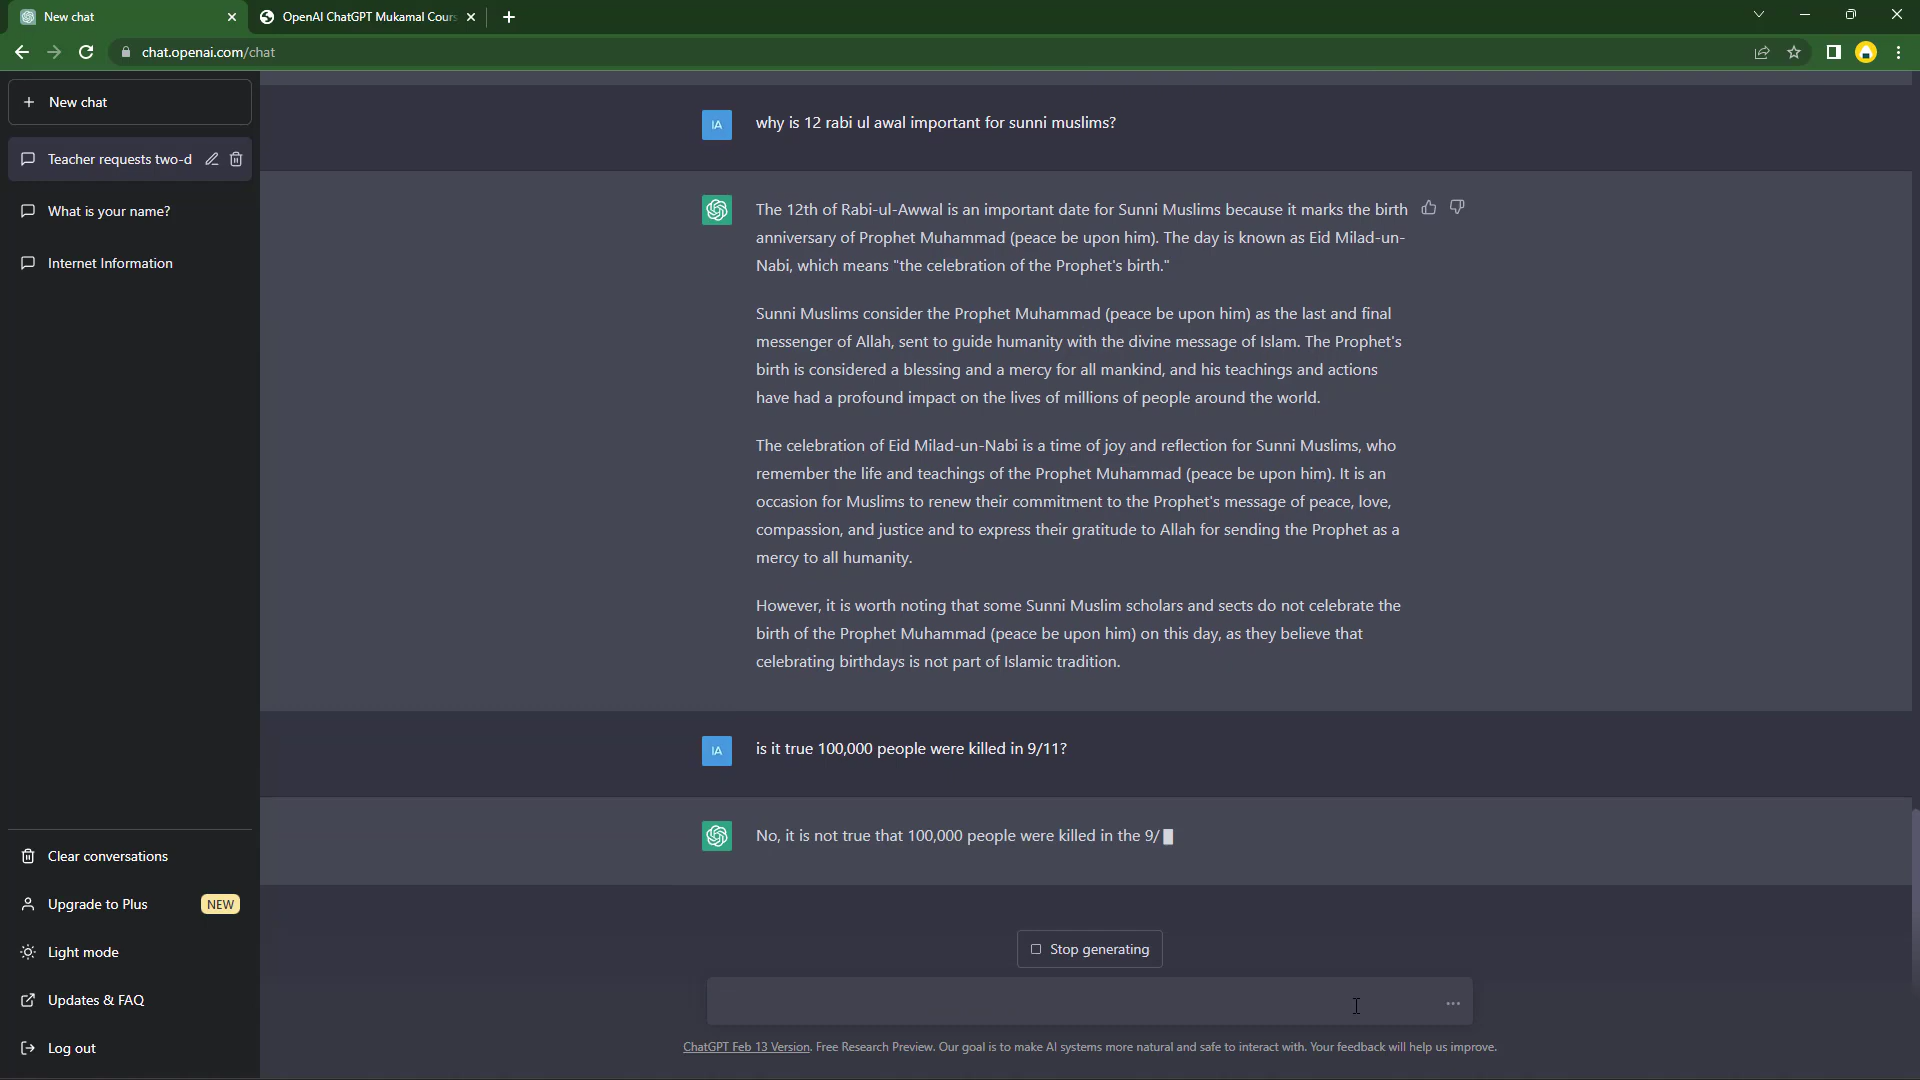 New chat
OpenAI ChatGPT Mukamal Cours
chat.openai.com/chat
New chat
Teacher requests two-d
What is your name?
Internet Information
IA
why is 12 rabi ul awal important for sunni muslims?
The 12th of Rabi-ul-Awwal is an important date for Sunni Muslims because it marks the birth
anniversary of Prophet Muhammad (peace be upon him). The day is known as Eid Milad-un-
Nabi, which means "the celebration of the Prophet's birth."
Sunni Muslims consider the Prophet Muhammad (peace be upon him) as the last and final
messenger of Allah, sent to guide humanity with the divine message of Islam. The Prophet's
birth is considered a blessing and a mercy for all mankind, and his teachings and actions
have had a profound impact on the lives of millions of people around the world.
The celebration of Eid Milad-un-Nabi is a time of joy and reflection for Sunni Muslims, who
remember the life and teachings of the Prophet Muhammad (peace be upon him). It is an
occasion for Muslims to renew their commitment to the Prophet's message of peace, love,
compassion, and justice and to express their gratitude to Allah for sending the Prophet as a
mercy to all humanity.
However, it is worth noting that some Sunni Muslim scholars and sects do not celebrate the
birth of the Prophet Muhammad (peace be upon him) on this day, as they believe that
celebrating birthdays is not part of Islamic tradition.
IA
is it true 100,000 people were killed in 9/11?
No, it is not true that 100,000 people were killed in the 9/
Clear conversations
Upgrade to Plus NEW
Light mode
Updates & FAQ
Log out
Stop generating
ChatGPT Feb 13 Version. Free Research Preview. Our goal is to make AI systems more natural and safe to interact with. Your feedback will help us improve.